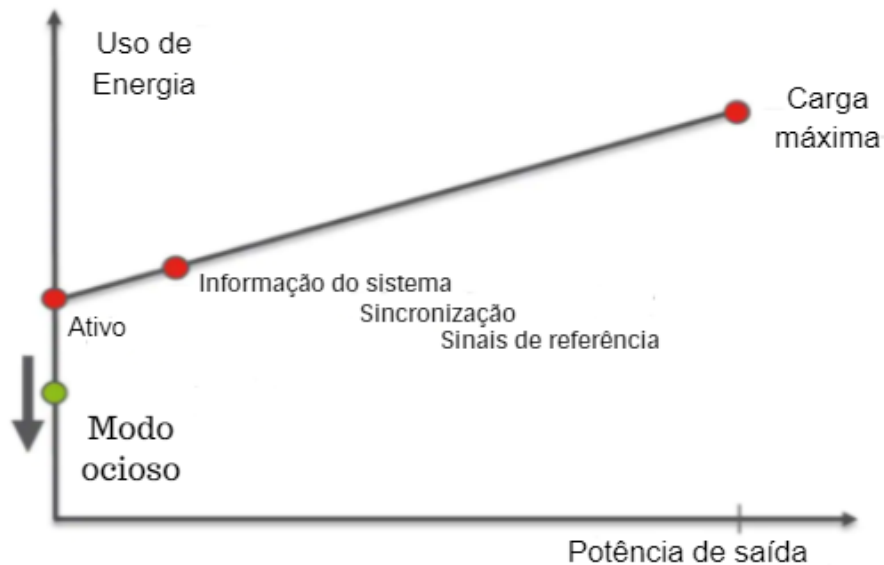 Uso de
Energia
Carga
máxima
Informação do sistema
Sincronização
Sinais de referência
Ativo
Modo
ocioso
Potência de saída